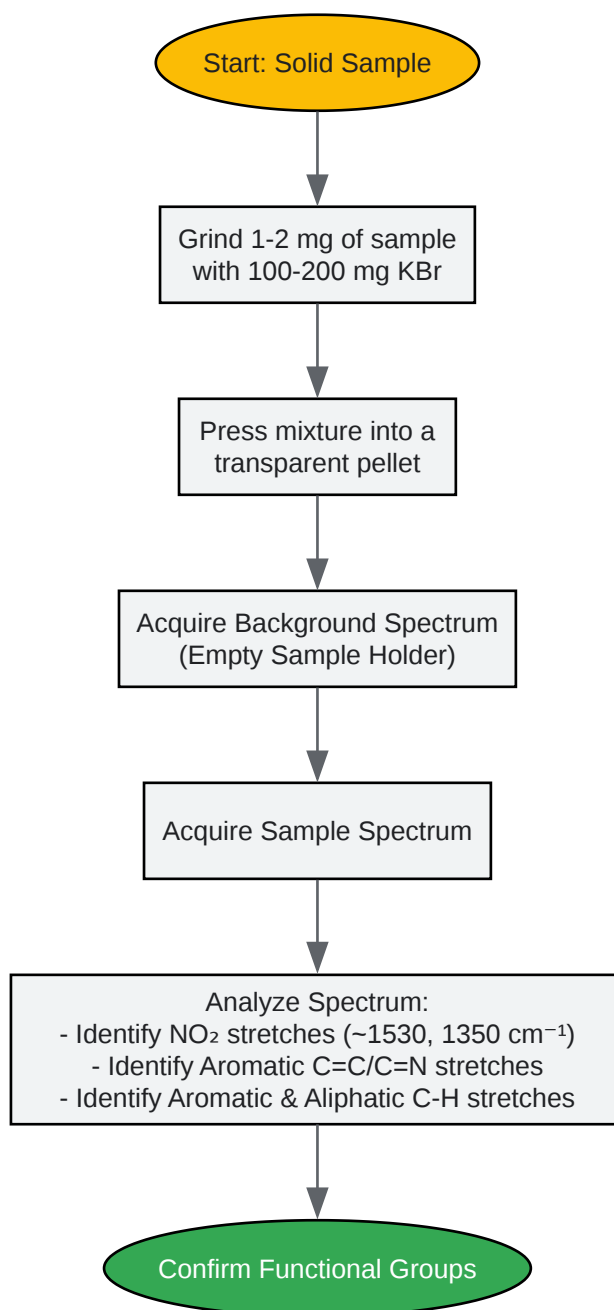 Start: Solid Sample
Grind 1-2 mg of sample
with 100-200 mg KBr
Press mixture into a
transparent pellet
Acquire Background Spectrum
(Empty Sample Holder)
Acquire Sample Spectrum
Analyze Spectrum:
- Identify NO₂ stretches (~1530, 1350 cm⁻¹)
- Identify Aromatic C=C/C=N stretches
- Identify Aromatic & Aliphatic C-H stretches
Confirm Functional Groups